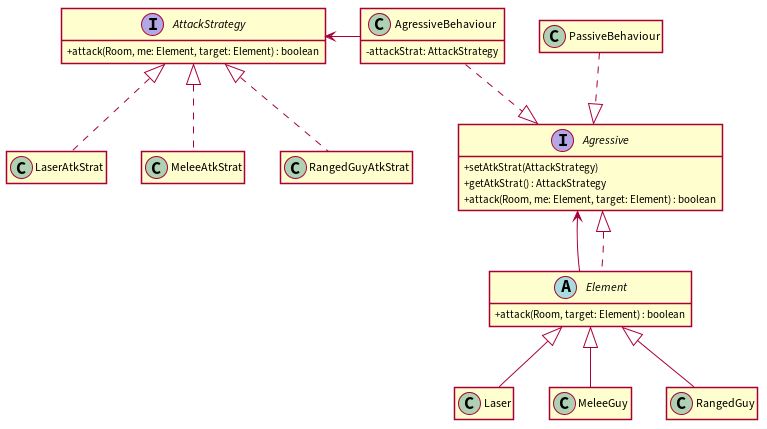 I AttackStrategy
+attack(Room, me: Element, target: Element) : boolean
C AgressiveBehaviour
-attackStrat: AttackStrategy
C PassiveBehaviour
C LaserAtkStrat
C MeleeAtkStrat
C RangedGuyAtkStrat
I Agressive
+setAtkStrat(AttackStrategy)
+getAtkStrat() : AttackStrategy
+attack(Room, me: Element, target: Element) : boolean
A Element
+attack(Room, target: Element) : boolean
C Laser
C MeleeGuy
C RangedGuy